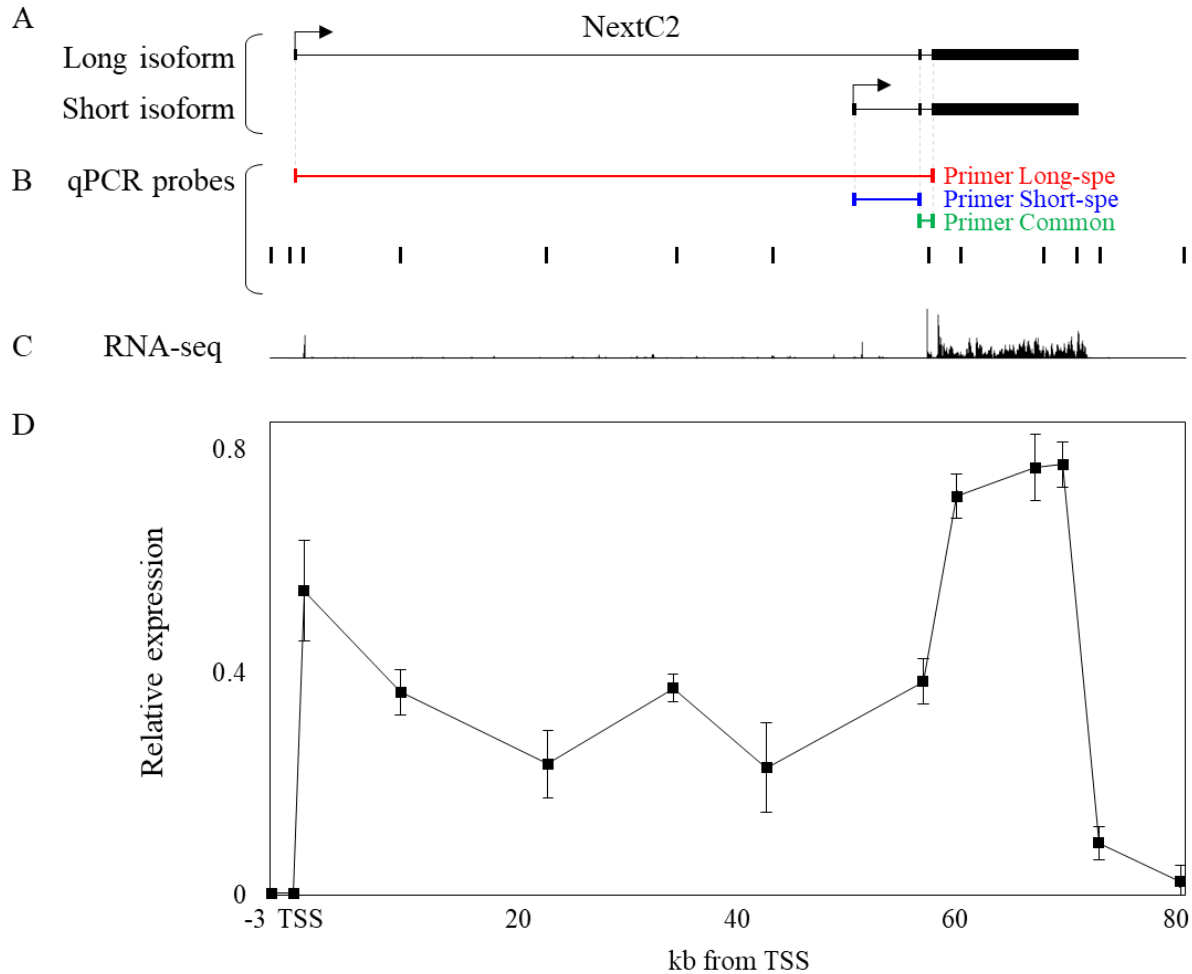 A
NextC2
Long isoform
Short isoform
B
qPCR probes
Primer Long-spe
Primer Short-spe
Primer Common
C
RNA-seq
D
0.8
0.4
0
Relative expression
-3 TSS 20 40 60 80
kb from TSS